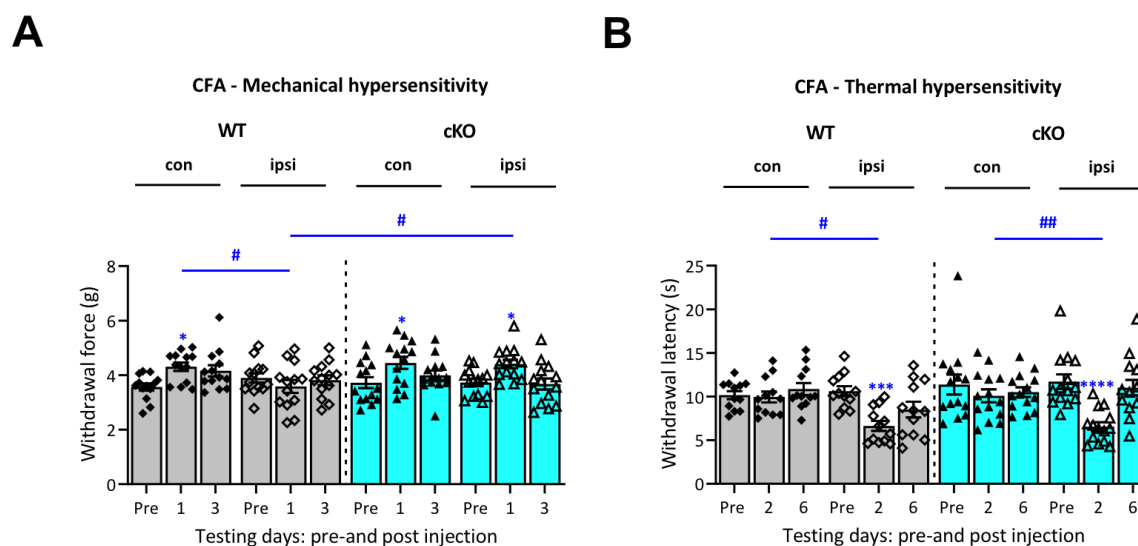 A
CFA - Mechanical hypersensitivity
WT
cKO
con
ipsi
con
ipsi
#
#
*
*
*
Withdrawal force (g)
8
6
4
2
0
Pre 1 3 Pre 1 3 Pre 1 3 Pre 1 3
Testing days: pre-and post injection
B
CFA - Thermal hypersensitivity
WT
cKO
con
ipsi
con
ipsi
#
##
***
****
Withdrawal latency (s)
25
20
15
10
5
0
Pre 2 6 Pre 2 6 Pre 2 6 Pre 2 6
Testing days: pre-and post injection